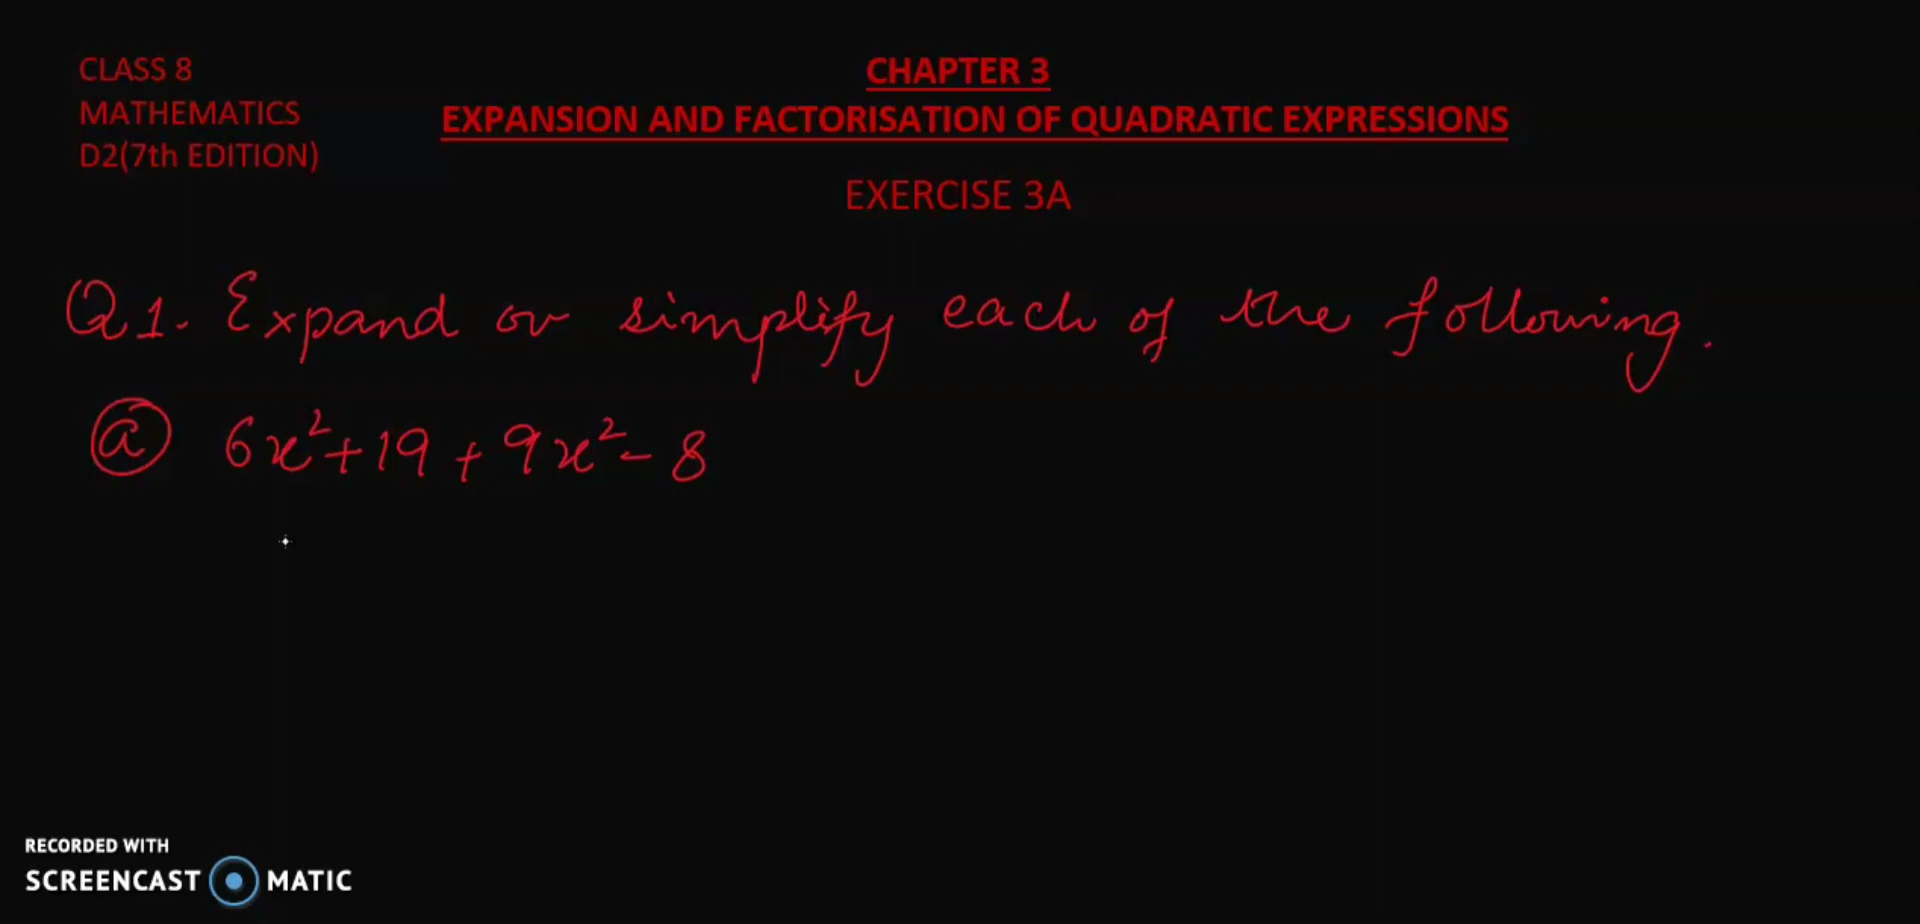 CLASS 8
MATHEMATICS
D2(7th EDITION)
CHAPTER 3
EXPANSION AND FACTORISATION OF QUADRATIC EXPRESSIONS
EXERCISE 3A
Q1. Expand or simplify each of the following.
ⓐ 6x² + 19 + 9x² - 8
RECORDED WITH
SCREENCAST MATIC